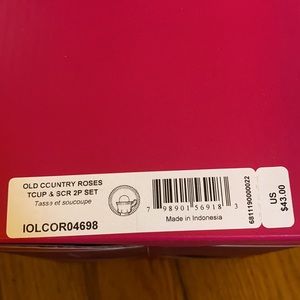 OLD CCUNTRY ROSES
TCUP & SCR 2P SET
Tasse et soucoupe
IOLCOR04698
7 98901 56918 3
Made in Indonesia
6811190000022
US
$43.00